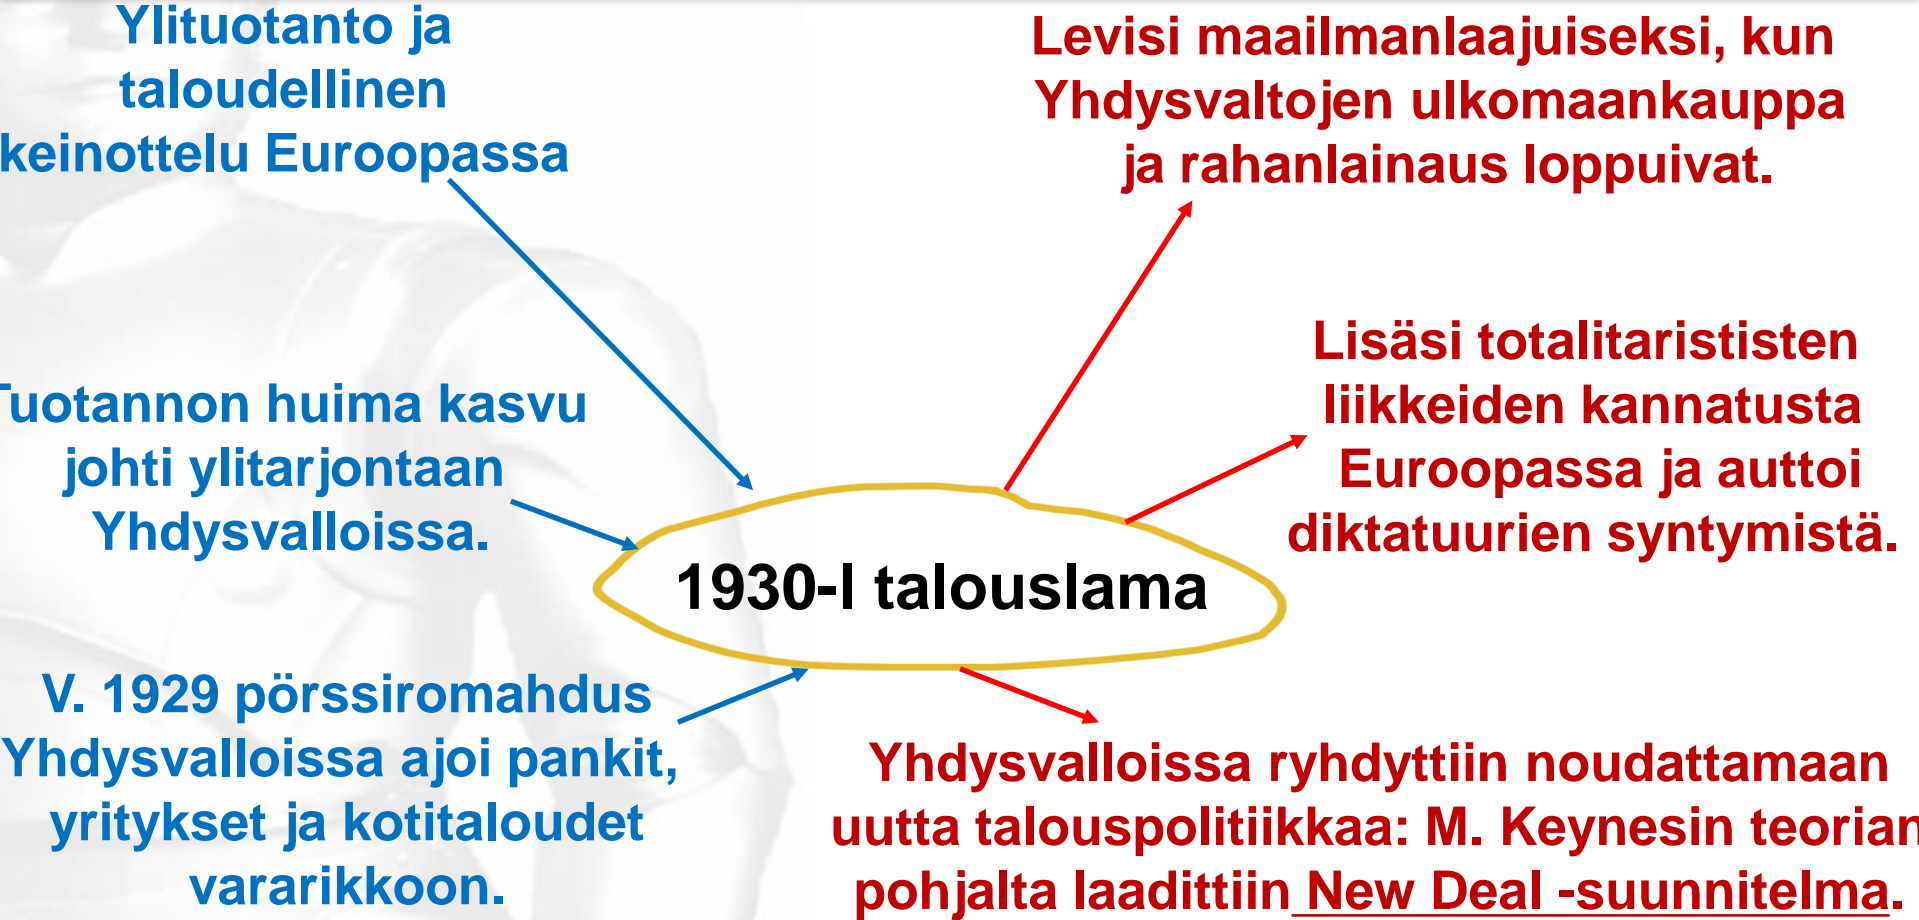 Ylituotanto ja
taloudellinen
keinottelu Euroopassa
Tuotannon huima kasvu
johti ylitarjontaan
Yhdysvalloissa.
V. 1929 pörssiromahdus
Yhdysvalloissa ajoi pankit,
yritykset ja kotitaloudet
vararikkoon.
1930-l talouslama
Levisi maailmanlaajuiseksi, kun
Yhdysvaltojen ulkomaankauppa
ja rahanlainaus loppuivat.
Lisäsi totalitarististen
liikkeiden kannatusta
Euroopassa ja auttoi
diktatuurien syntymistä.
Yhdysvalloissa ryhdyttiin noudattamaan
uutta talouspolitiikkaa: M. Keynesin teorian
pohjalta laadittiin New Deal -suunnitelma.